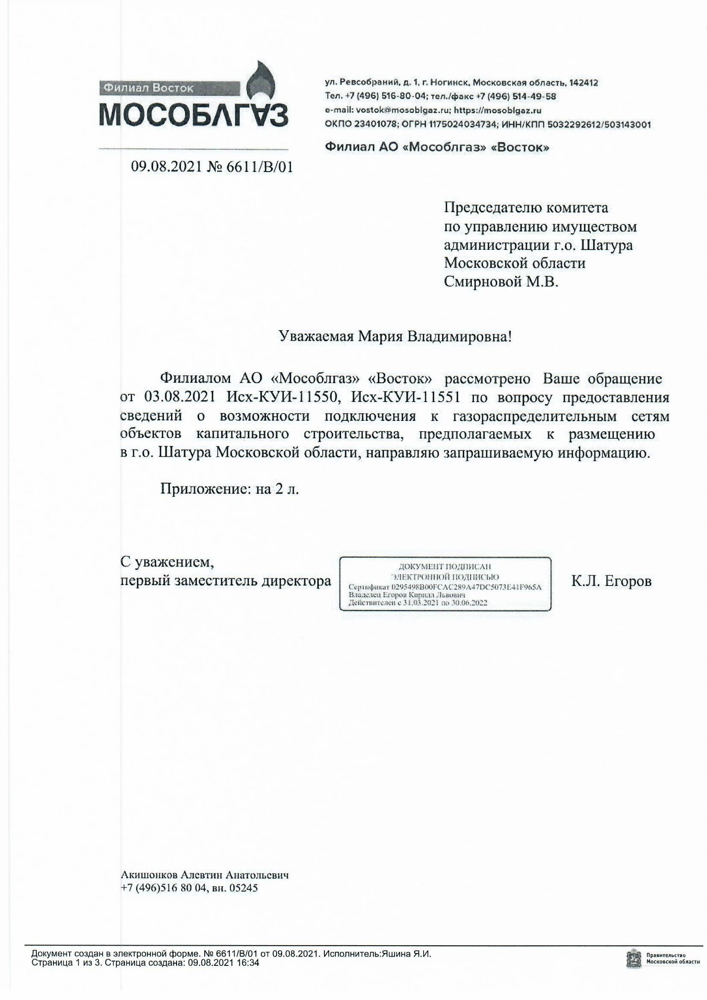 Филиал Восток
МОСОБЛГАЗ
ул. Ревсобраний, д. 1, г. Ногинск, Московская область, 142412
Тел. +7 (496) 516-80-04; тел./факс +7 (496) 514-49-58
e-mail: vostok@mosoblgaz.ru; https://mosoblgaz.ru
ОКПО 23401078; ОГРН 1175024034734; ИНН/КПП 5032292612/503143001
Филиал АО «Мособлгаз» «Восток»
09.08.2021 № 6611/В/01
Председателю комитета
по управлению имуществом
администрации г.о. Шатура
Московской области
Смирновой М.В.
Уважаемая Мария Владимировна!
Филиалом АО «Мособлгаз» «Восток» рассмотрено Ваше обращение
от 03.08.2021 Исх-КУИ-11550, Исх-КУИ-11551 по вопросу предоставления
сведений о возможности подключения к газораспределительным сетям
объектов капитального строительства, предполагаемых к размещению
в г.о. Шатура Московской области, направляю запрашиваемую информацию.
Приложение: на 2 л.
С уважением,
первый заместитель директора
ДОКУМЕНТ ПОДПИСАН
ЭЛЕКТРОННОЙ ПОДПИСЬЮ
Сертификат 0295498B00FCAC289A47DC5073E41F965A
Владелец Егоров Кирилл Львович
Действителен с 31.03.2021 по 30.06.2022
К.Л. Егоров
Акишонков Алевтин Анатольевич
+7 (496)516 80 04, вн. 05245
Документ создан в электронной форме. № 6611/В/01 от 09.08.2021. Исполнитель:Яшина Я.И.
Страница 1 из 3. Страница создана: 09.08.2021 16:34
Правительство
Московской области